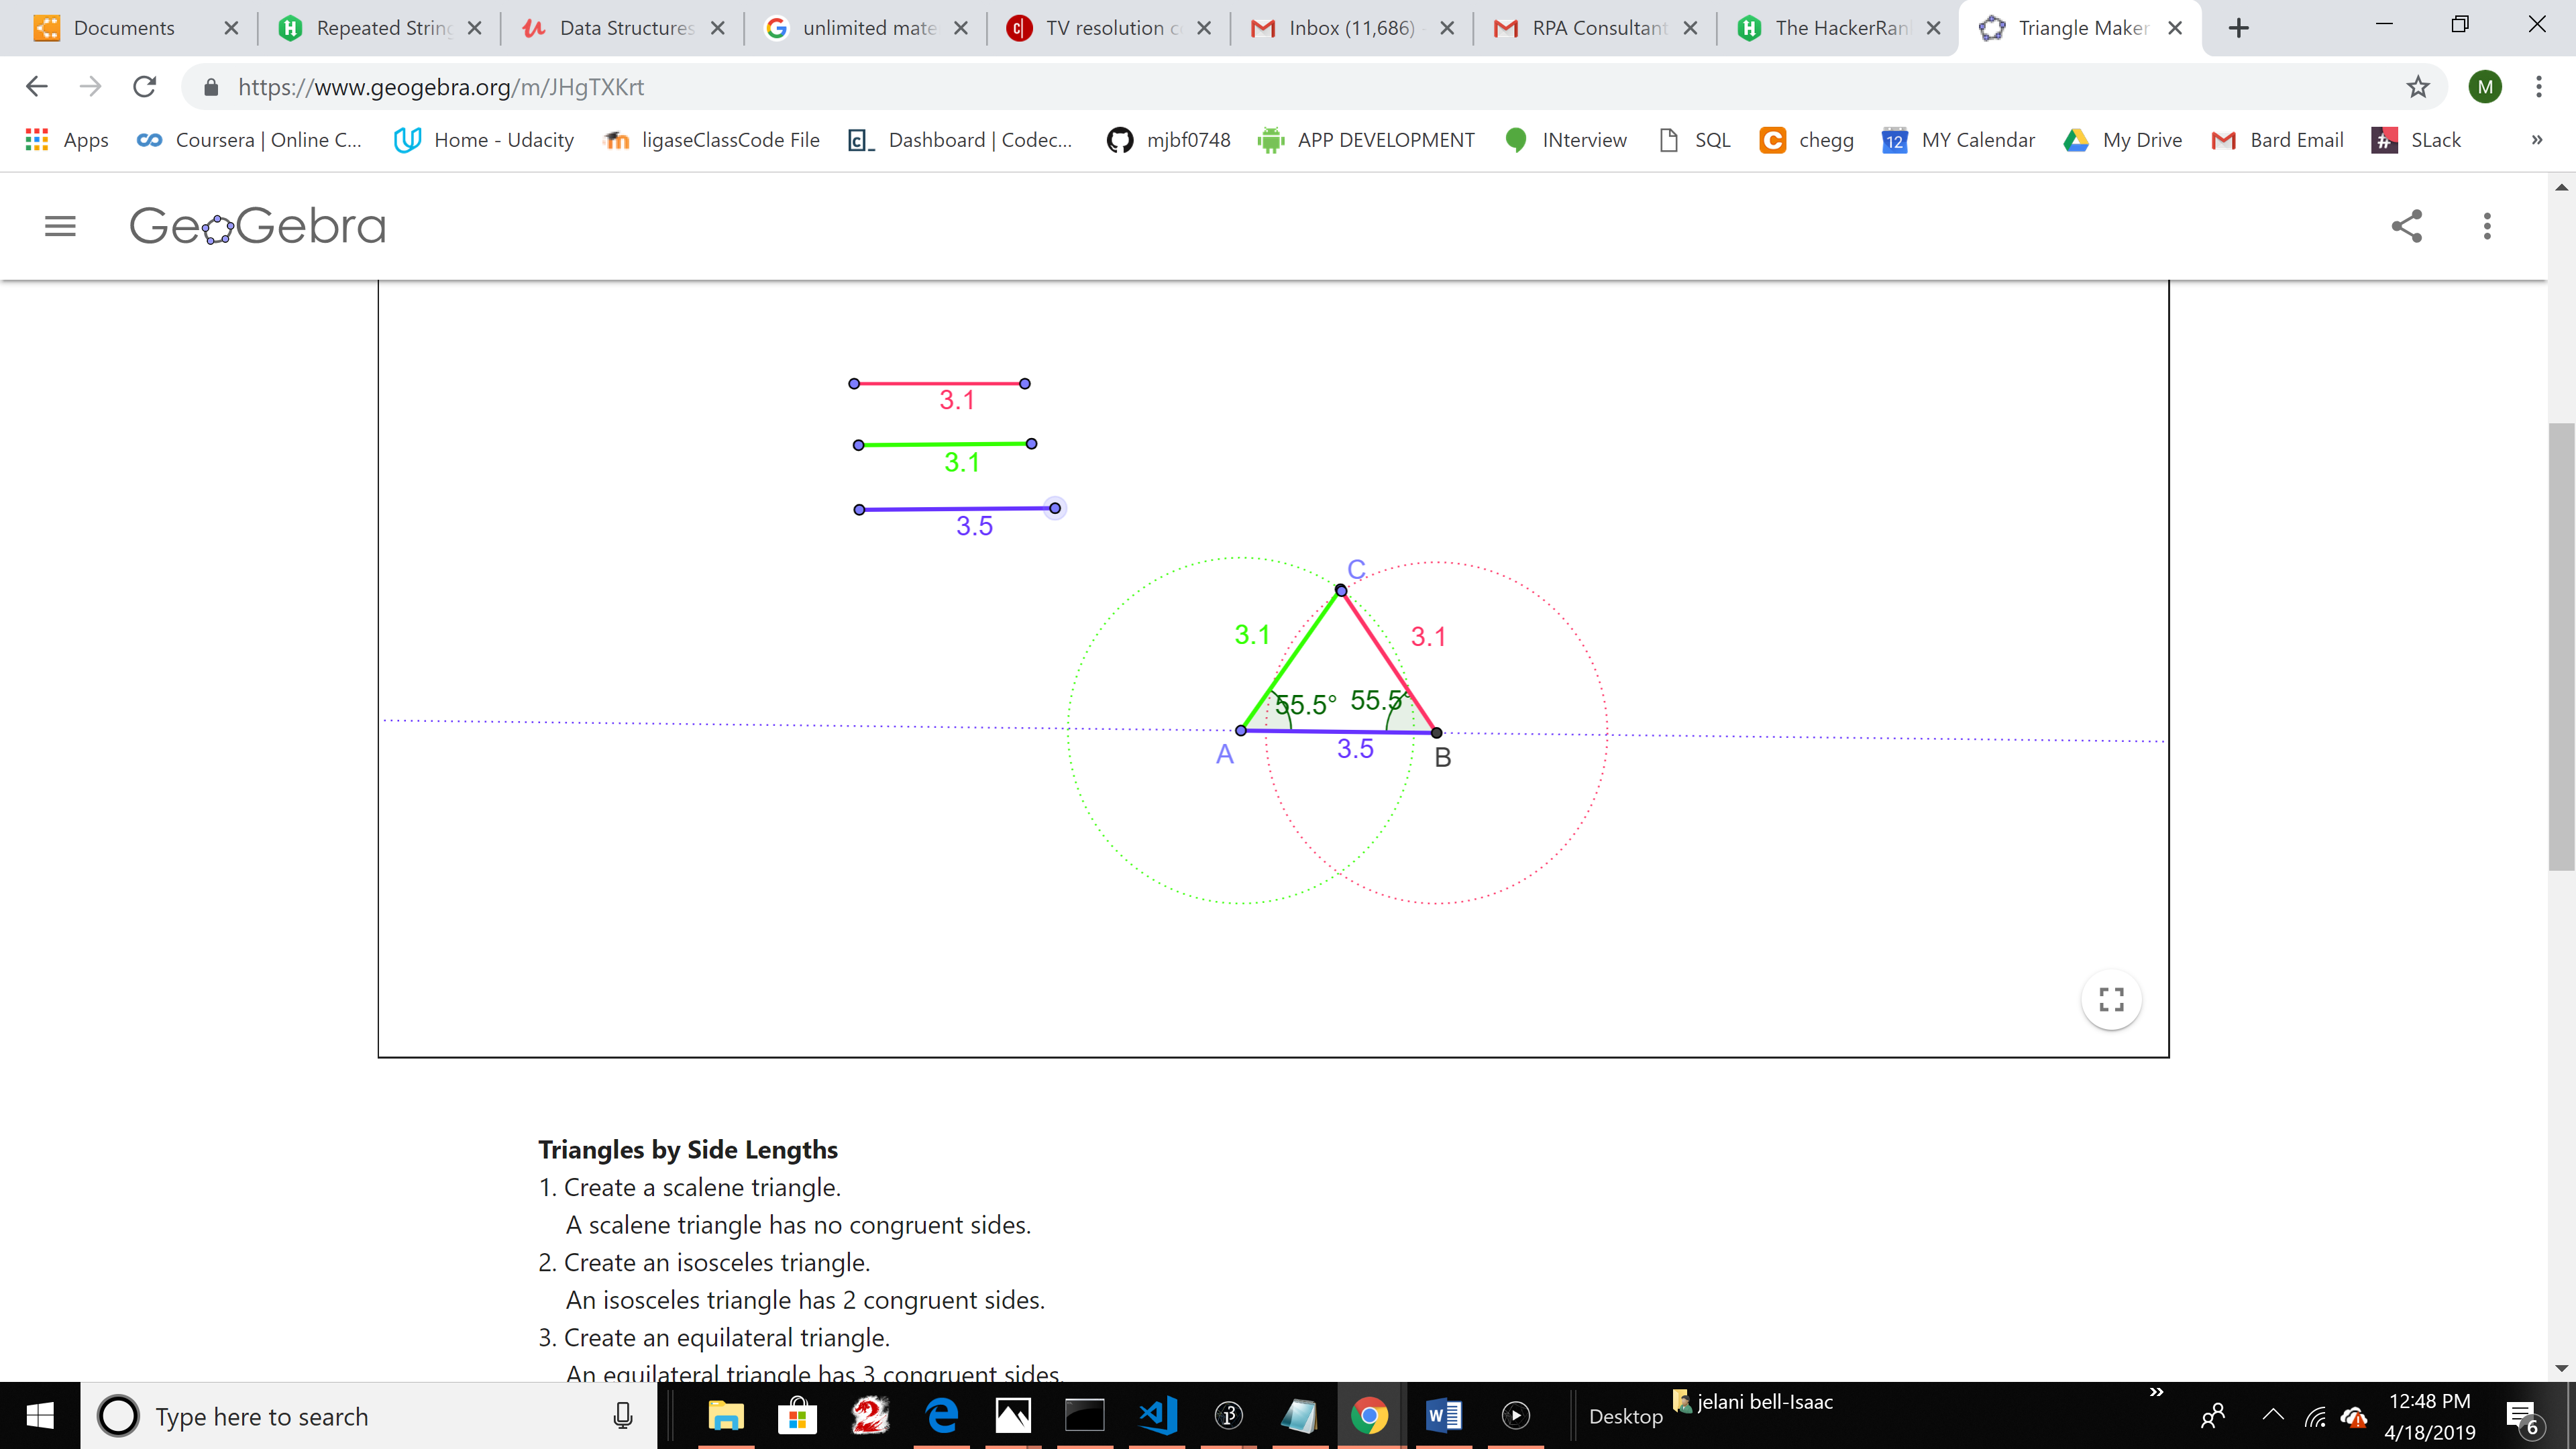 Documents
Repeated String
Data Structures
unlimited mate
TV resolution c
Inbox (11,686) -
RPA Consultant
The HackerRan
Triangle Maker
https://www.geogebra.org/m/JHgTXKrt
M
Apps
Coursera | Online C...
Home - Udacity
ligaseClassCode File
Dashboard | Codec...
mjbf0748
APP DEVELOPMENT
INterview
SQL
chegg
12
MY Calendar
My Drive
Bard Email
SLack
»
GeoGebra
3.1
3.1
3.5
C
3.1
3.1
55.5°
55.5°
A
3.5
B
Triangles by Side Lengths
1. Create a scalene triangle.
A scalene triangle has no congruent sides.
2. Create an isosceles triangle.
An isosceles triangle has 2 congruent sides.
3. Create an equilateral triangle.
An equilateral triangle has 3 congruent sides.
Type here to search
Desktop
jelani bell-Isaac
»
12:48 PM
4/18/2019
6